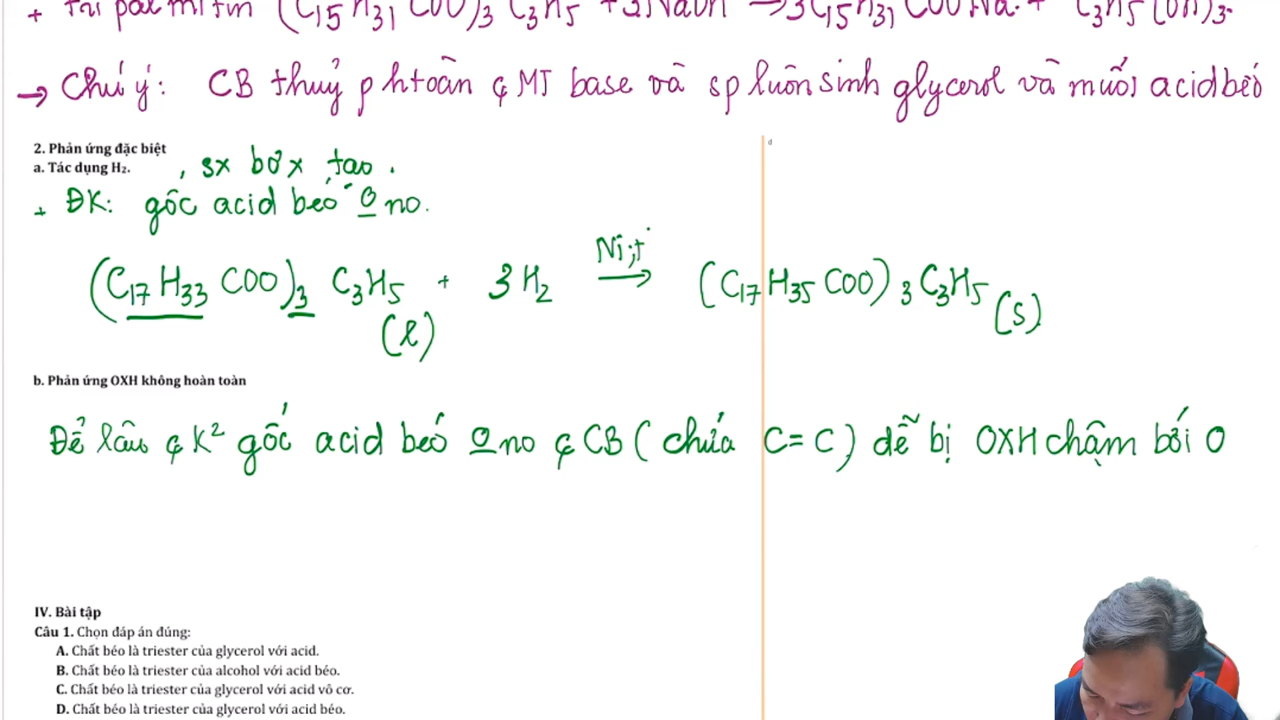 + Tri pal mi tin (C₁₅H₃₁COO)₃C₃H₅ + 3NaOH → 3C₁₅H₃₁COONa + C₃H₅(OH)₃.
→ Chú ý: CB thuỷ ph toàn ç MT base và sp luôn sinh glycerol và muối acid béo
2. Phản ứng đặc biệt
a. Tác dụng H₂. , sx bơ x tạo.
+ ĐK: gốc acid béo O no.
(C₁₇H₃₃COO)₃C₃H₅ + 3H₂ Ni,t° → (C₁₇H₃₅COO)₃C₃H₅ (s)
(l)
b. Phản ứng OXH không hoàn toàn
Để lâu ç K² gốc acid béo O no ç CB (chứa C=C) dễ bị OXH chậm bởi O
d
IV. Bài tập
Câu 1. Chọn đáp án đúng:
A. Chất béo là triester của glycerol với acid.
B. Chất béo là triester của alcohol với acid béo.
C. Chất béo là triester của glycerol với acid vô cơ.
D. Chất béo là triester của glycerol với acid béo.